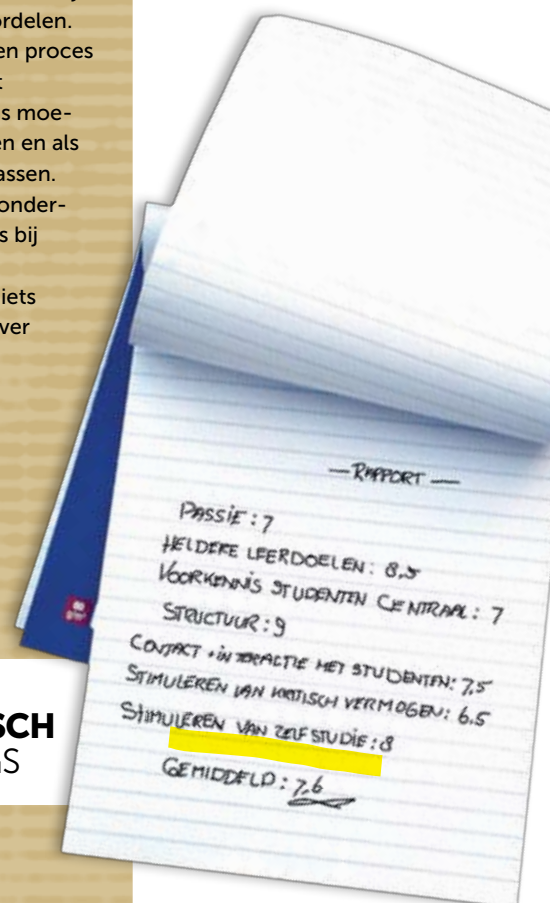 ordelen.
en proces
t
s moe-
en en als
assen.
onder-
s bij
iets
ver
— RAPPORT —
PASSIE : 7
HELDERE LEERDOELEN : 8,5
VOORKENNIS STUDENTEN CENTRAAL : 7
STRUCTUUR : 9
CONTACT + INTERACTIE MET STUDENTEN : 7,5
STIMULEREN VAN KRITISCH VERMOGEN : 6.5
STIMULEREN VAN ZELFSTUDIE : 8
GEMIDDELD : 7,6
SCH